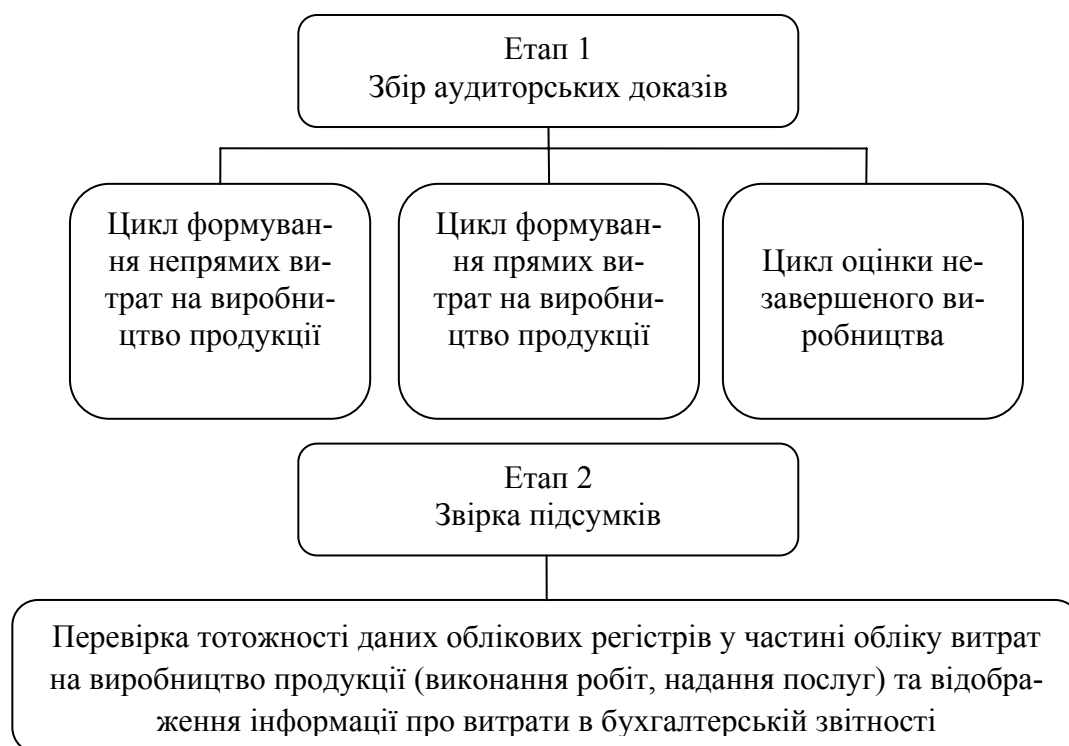 Етап 1
Збір аудиторських доказів
Цикл формуван-
ня непрямих ви-
трат на виробни-
цтво продукції
Цикл формуван-
ня прямих ви-
трат на виробни-
цтво продукції
Цикл оцінки не-
завершеного ви-
робництва
Етап 2
Звірка підсумків
Перевірка тотожності даних облікових регістрів у частині обліку витрат
на виробництво продукції (виконання робіт, надання послуг) та відобра-
ження інформації про витрати в бухгалтерській звітності